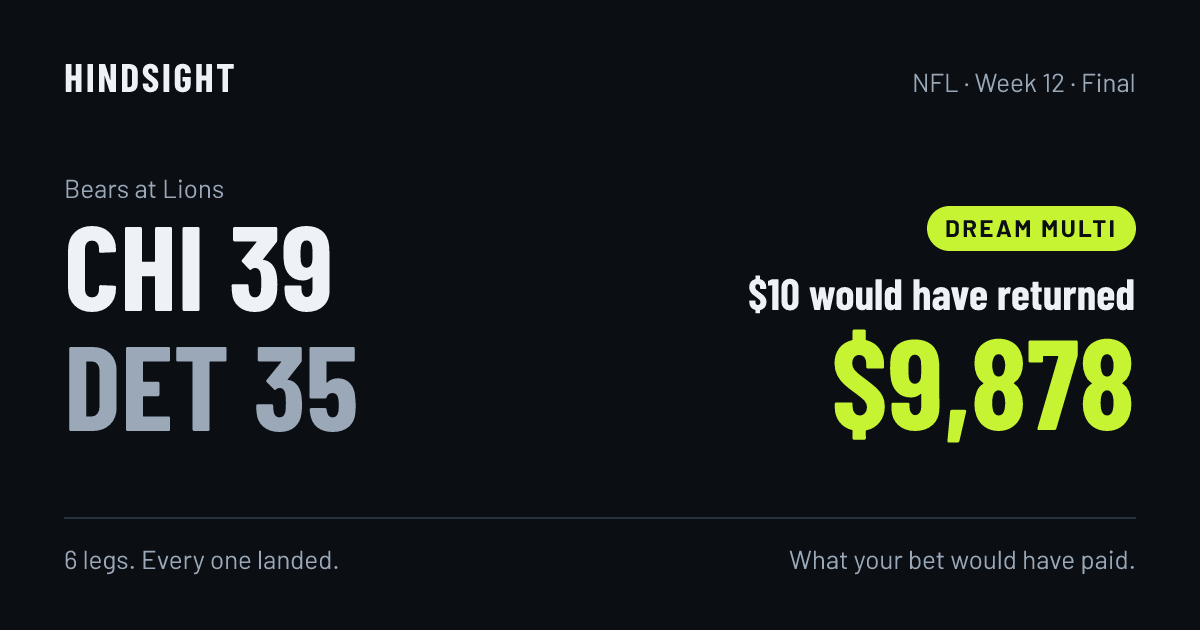 HINDSIGHT
NFL · Week 12 · Final
Bears at Lions
CHI 39
DET 35
DREAM MULTI
$10 would have returned
$9,878
6 legs. Every one landed.
What your bet would have paid.